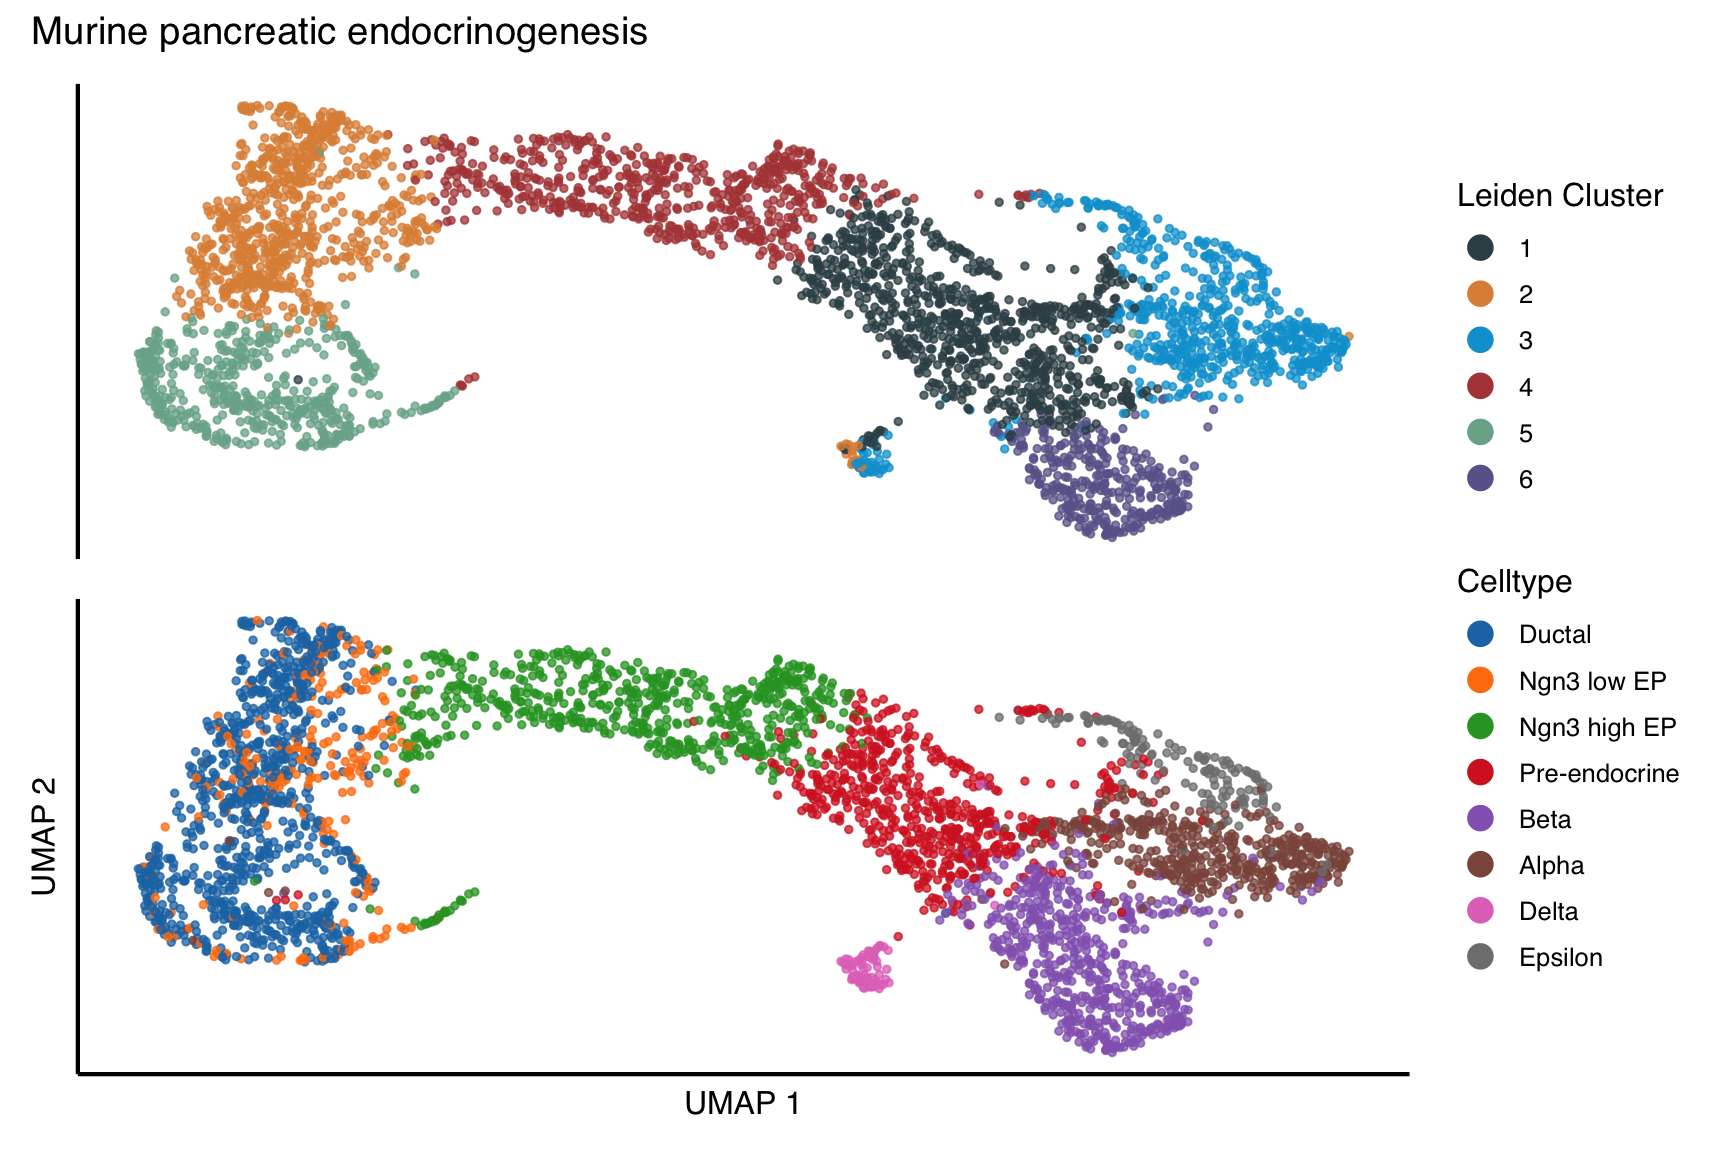 Murine pancreatic endocrinogenesis
Leiden Cluster
1
2
3
4
5
6
Celltype
Ductal
Ngn3 low EP
Ngn3 high EP
Pre-endocrine
Beta
Alpha
Delta
Epsilon
UMAP 2
UMAP 1